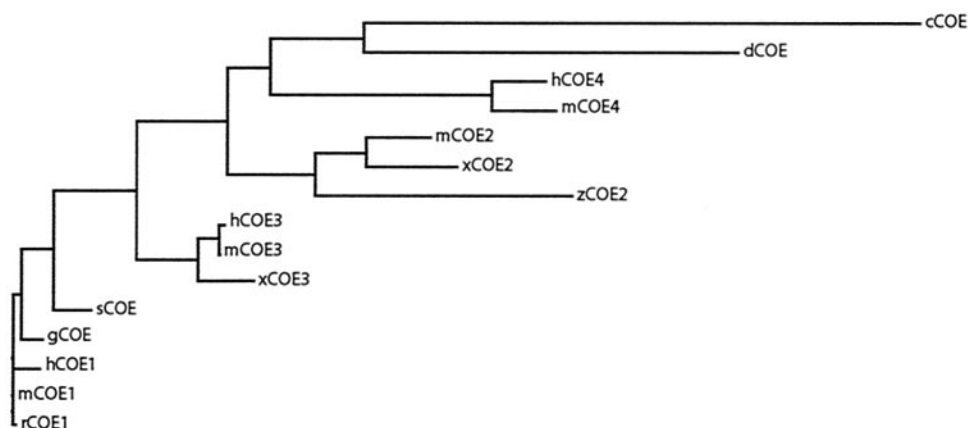 cCOE
dCOE
hCOE4
mCOE4
mCOE2
xCOE2
zCOE2
hCOE3
mCOE3
xCOE3
sCOE
gCOE
hCOE1
mCOE1
rCOE1